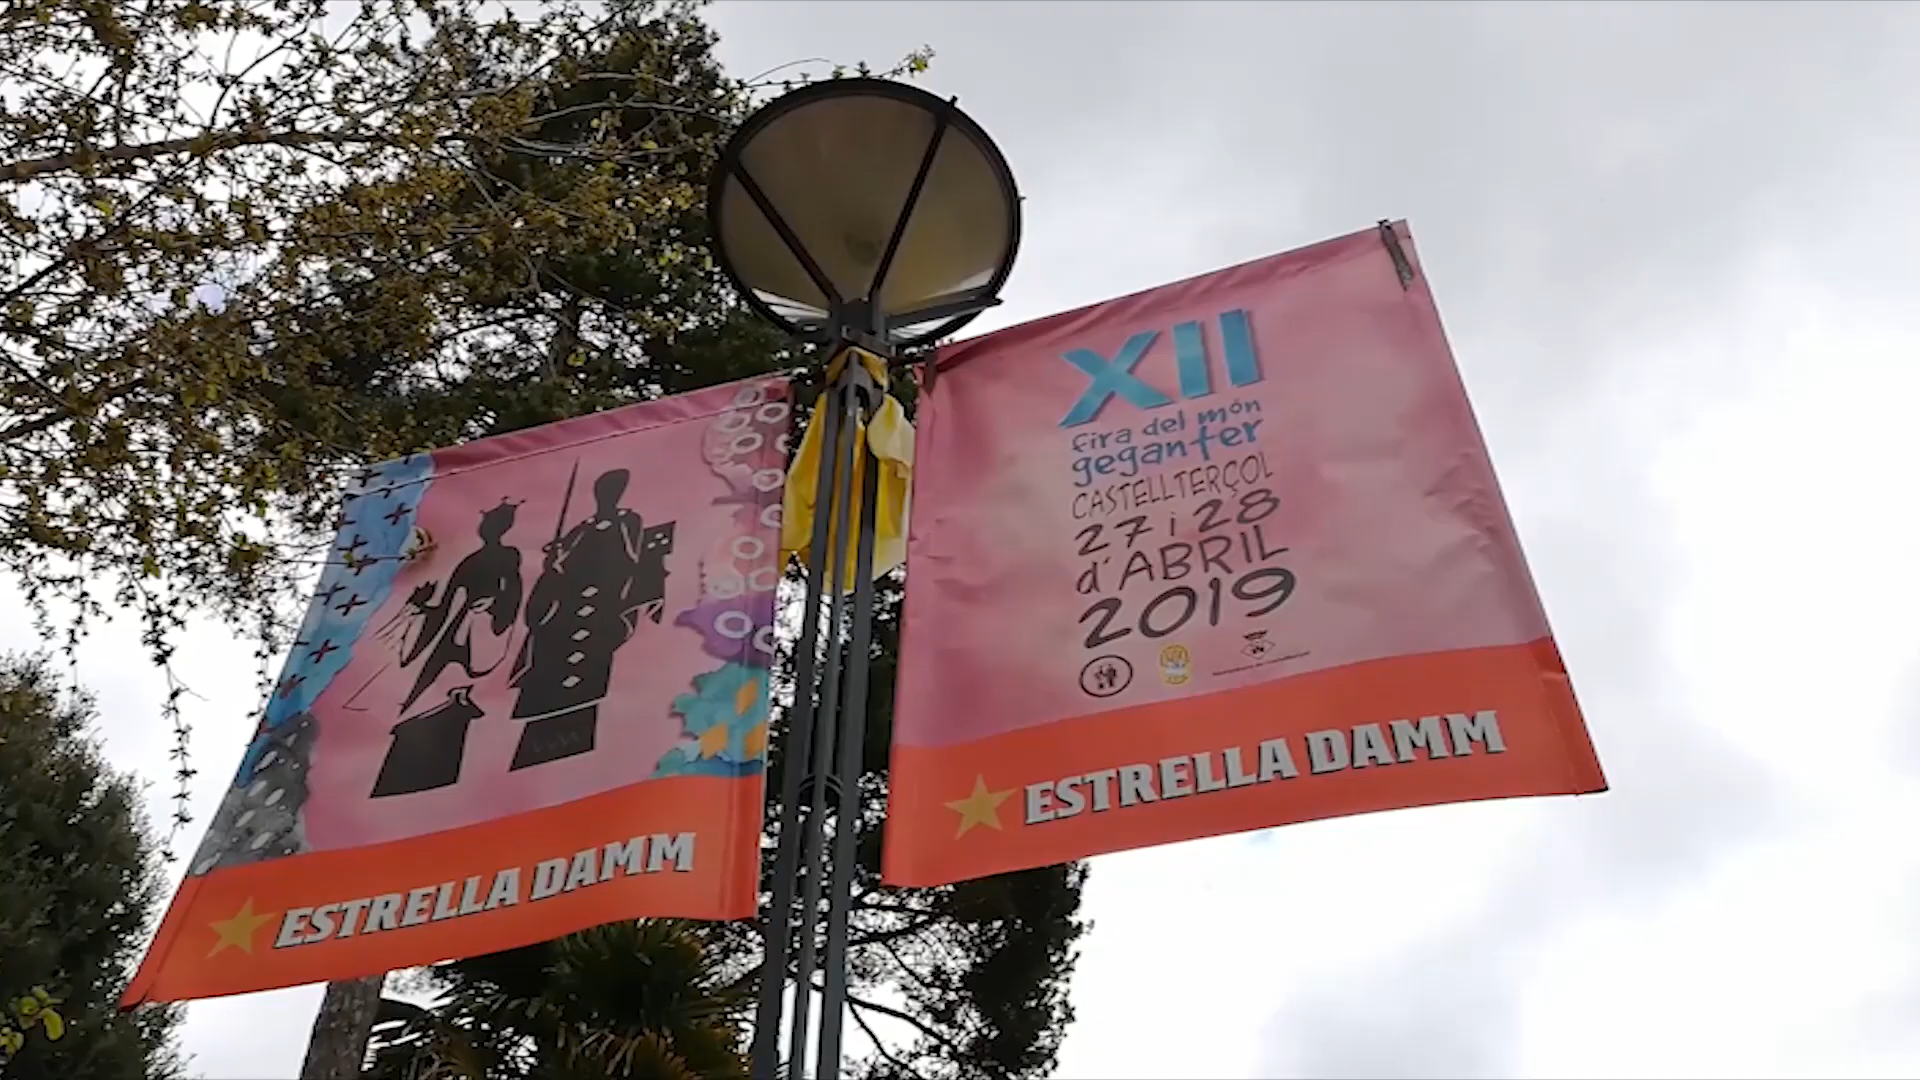 ESTRELLA DAMM
XII
fira del món
geganter
CASTELLTERÇOL
27 i 28
d'ABRIL
2019
ESTRELLA DAMM